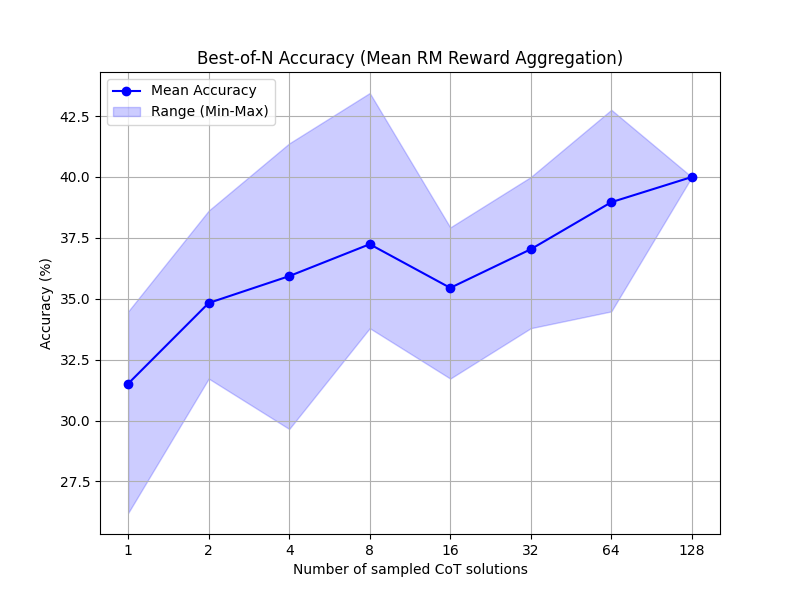 Best-of-N Accuracy (Mean RM Reward Aggregation)
Mean Accuracy
Range (Min-Max)
Accuracy (%)
42.5
40.0
37.5
35.0
32.5
30.0
27.5
1 2 4 8 16 32 64 128
Number of sampled CoT solutions